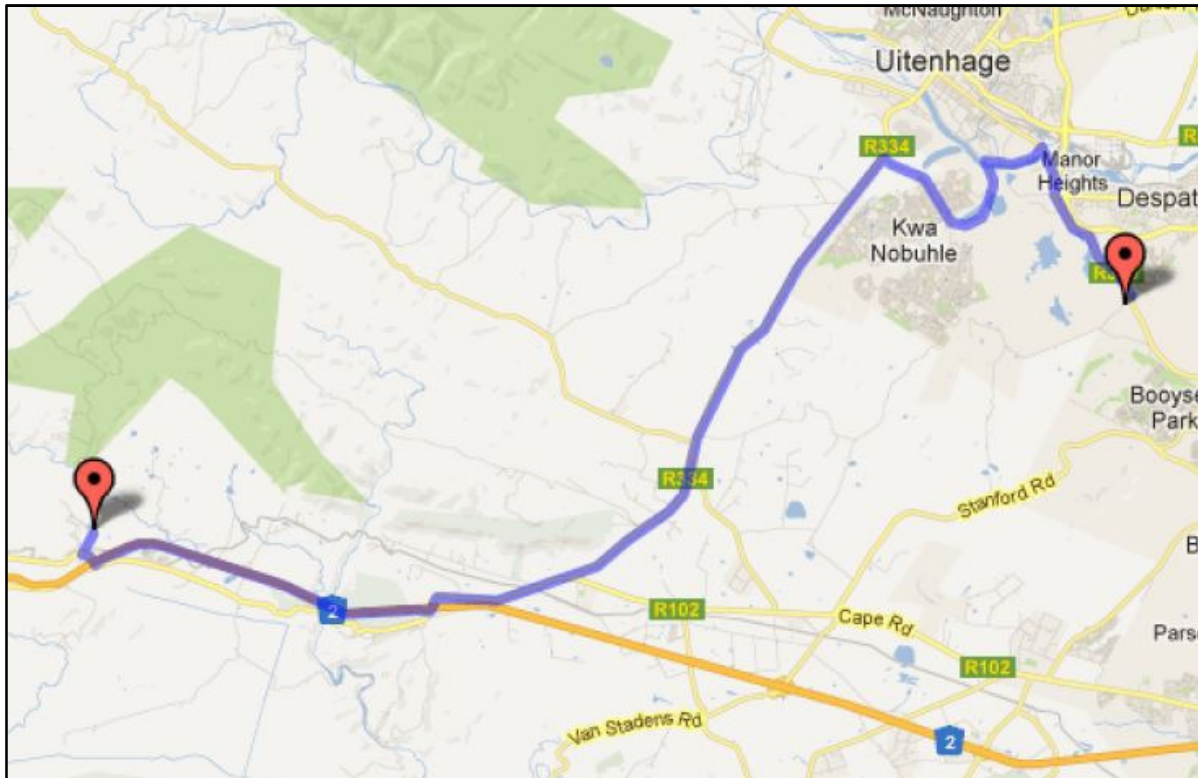 McNaughton
Uitenhage
R334
Manor
Heights
Despat
Kwa
Nobuhle
Booyse
Park
R334
Stanford Rd
2
R102
Cape Rd
Parsa
R102
Van Stadens Rd
2
B